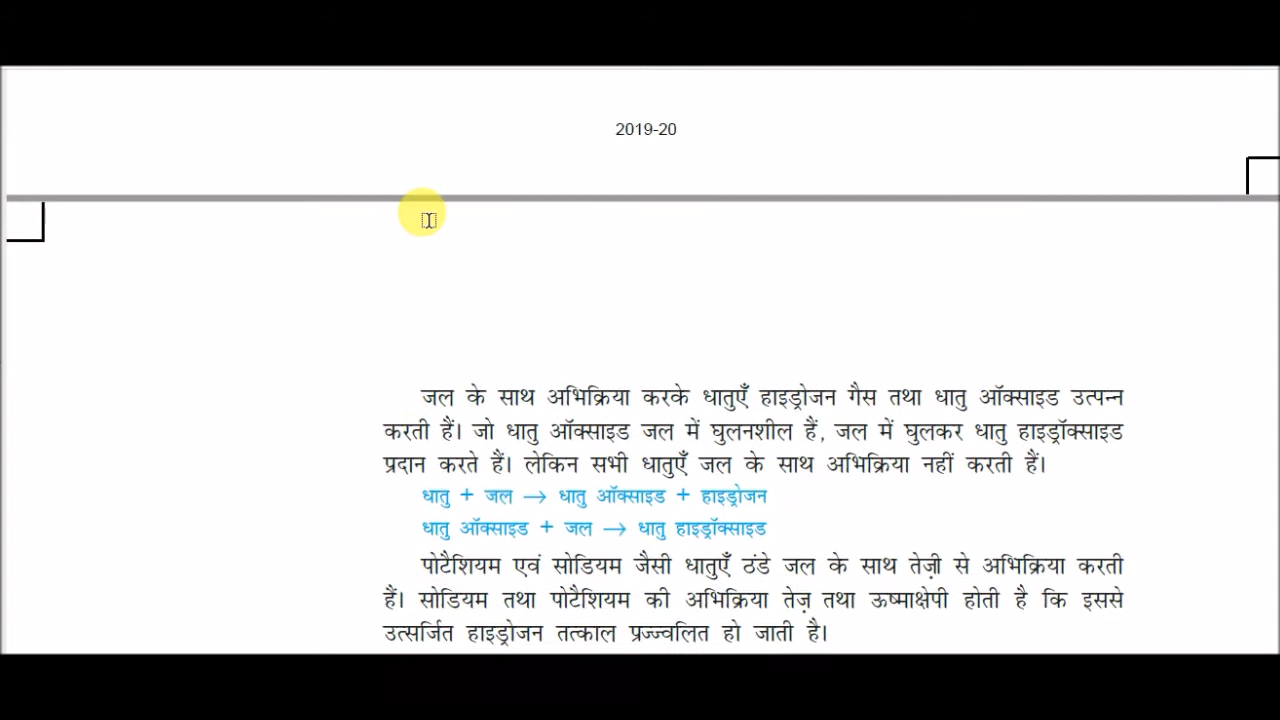 2019-20
जल के साथ अभिक्रिया करके धातुएँ हाइड्रोजन गैस तथा धातु ऑक्साइड उत्पन्न
करती हैं। जो धातु ऑक्साइड जल में घुलनशील हैं, जल में घुलकर धातु हाइड्रॉक्साइड
प्रदान करते हैं। लेकिन सभी धातुएँ जल के साथ अभिक्रिया नहीं करती हैं।
धातु + जल → धातु ऑक्साइड + हाइड्रोजन
धातु ऑक्साइड + जल → धातु हाइड्रॉक्साइड
पोटैशियम एवं सोडियम जैसी धातुएँ ठंडे जल के साथ तेज़ी से अभिक्रिया करती
हैं। सोडियम तथा पोटैशियम की अभिक्रिया तेज़ तथा ऊष्माक्षेपी होती है कि इससे
उत्सर्जित हाइड्रोजन तत्काल प्रज्ज्वलित हो जाती है।